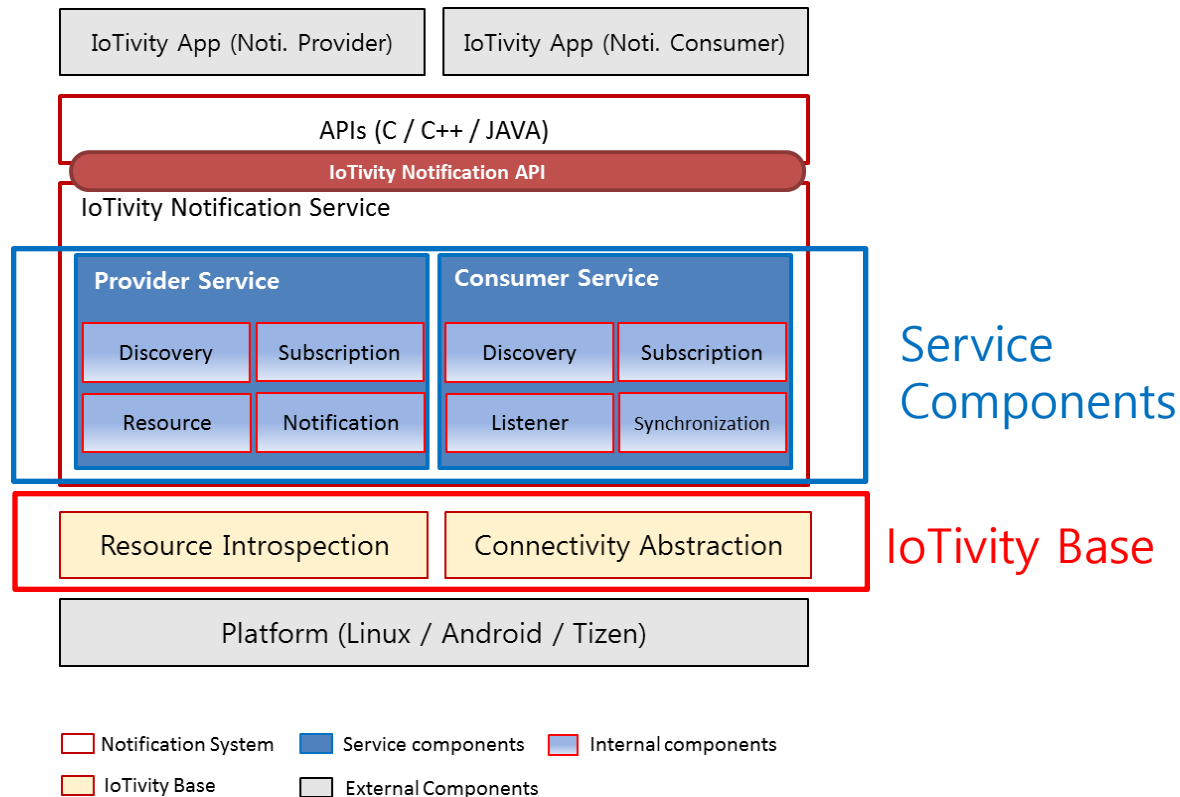 IoTivity App (Noti. Provider)
IoTivity App (Noti. Consumer)
APIs (C / C++ / JAVA)
IoTivity Notification API
IoTivity Notification Service
Provider Service
Consumer Service
Discovery
Subscription
Discovery
Subscription
Resource
Notification
Listener
Synchronization
Service
Components
Resource Introspection
Connectivity Abstraction
IoTivity Base
Platform (Linux / Android / Tizen)
Notification System
Service components
Internal components
IoTivity Base
External Components